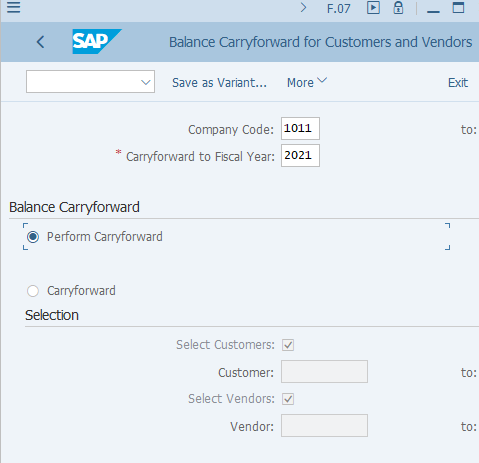 F.07
SAP Balance Carryforward for Customers and Vendors
Save as Variant... More Exit
Company Code: 1011 to:
* Carryforward to Fiscal Year: 2021
Balance Carryforward
Perform Carryforward
Carryforward
Selection
Select Customers:
Customer: to:
Select Vendors:
Vendor: to: